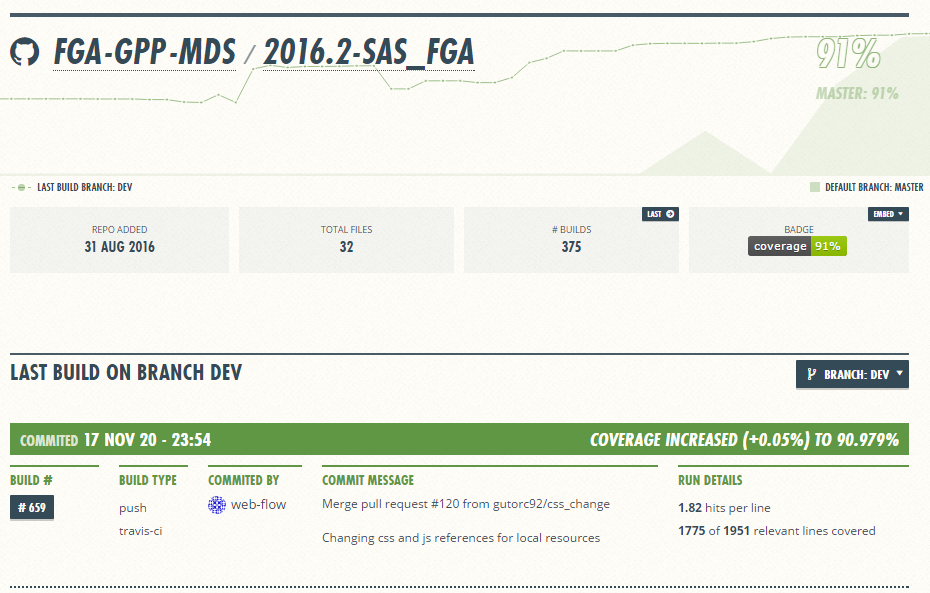 FGA-GPP-MDS / 2016.2-SAS_FGA
91%
MASTER: 91%
LAST BUILD BRANCH: DEV
DEFAULT BRANCH: MASTER
REPO ADDED
31 AUG 2016
TOTAL FILES
32
LAST
# BUILDS
375
EMBED
BADGE
coverage 91%
LAST BUILD ON BRANCH DEV
BRANCH: DEV
COMMITED 17 NOV 20 - 23:54
COVERAGE INCREASED (+0.05%) TO 90.979%
BUILD #
# 659
BUILD TYPE
push
travis-ci
COMMITED BY
web-flow
COMMIT MESSAGE
Merge pull request #120 from gutorc92/css_change
Changing css and js references for local resources
RUN DETAILS
1.82 hits per line
1775 of 1951 relevant lines covered